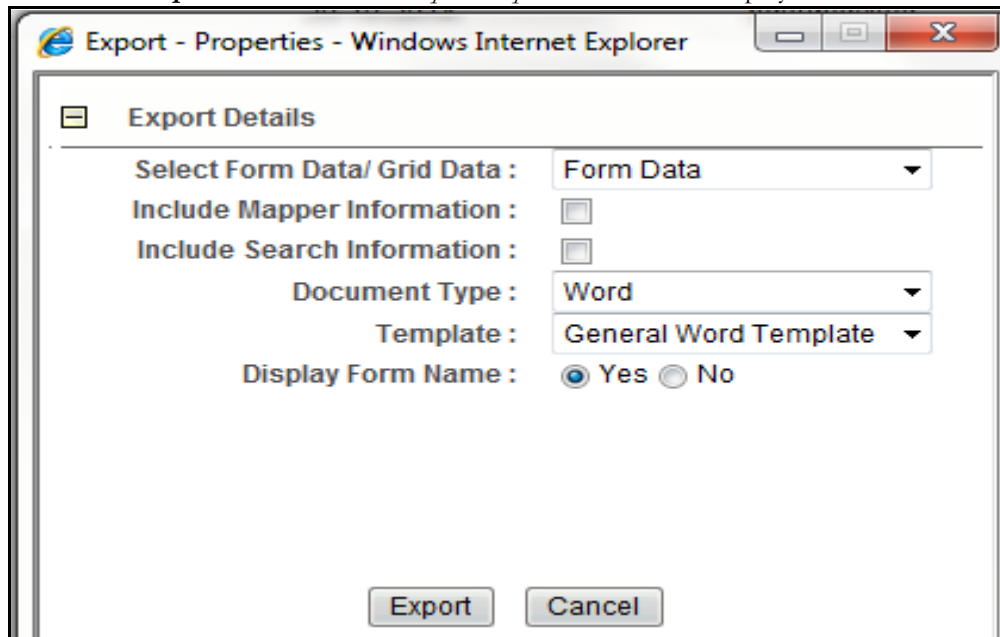 Export - Properties - Windows Internet Explorer
Export Details
Select Form Data/ Grid Data : Form Data
Include Mapper Information :
Include Search Information :
Document Type : Word
Template : General Word Template
Display Form Name : Yes No
Export Cancel